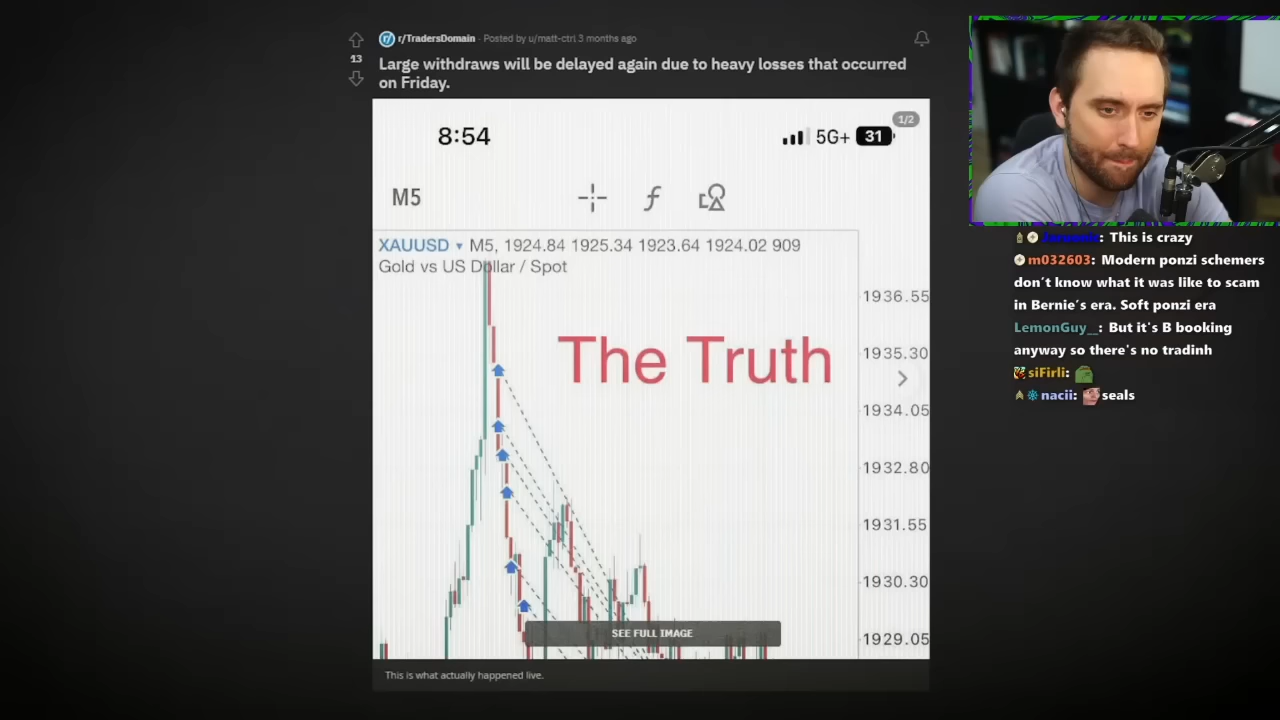 r/TradersDomain · Posted by u/matt-ctrl 3 months ago
13
Large withdraws will be delayed again due to heavy losses that occurred
on Friday.
1/2
8:54
5G+ 31
M5
XAUUSD ▾ M5, 1924.84 1925.34 1923.64 1924.02 909
Gold vs US Dollar / Spot
1936.55
The Truth
1935.30
1934.05
1932.80
1931.55
1930.30
1929.05
SEE FULL IMAGE
This is what actually happened live.
: This is crazy
m032603: Modern ponzi schemers
don't know what it was like to scam
in Bernie's era. Soft ponzi era
LemonGuy__: But it's B booking
anyway so there's no tradinh
siFirli:
nacii: seals